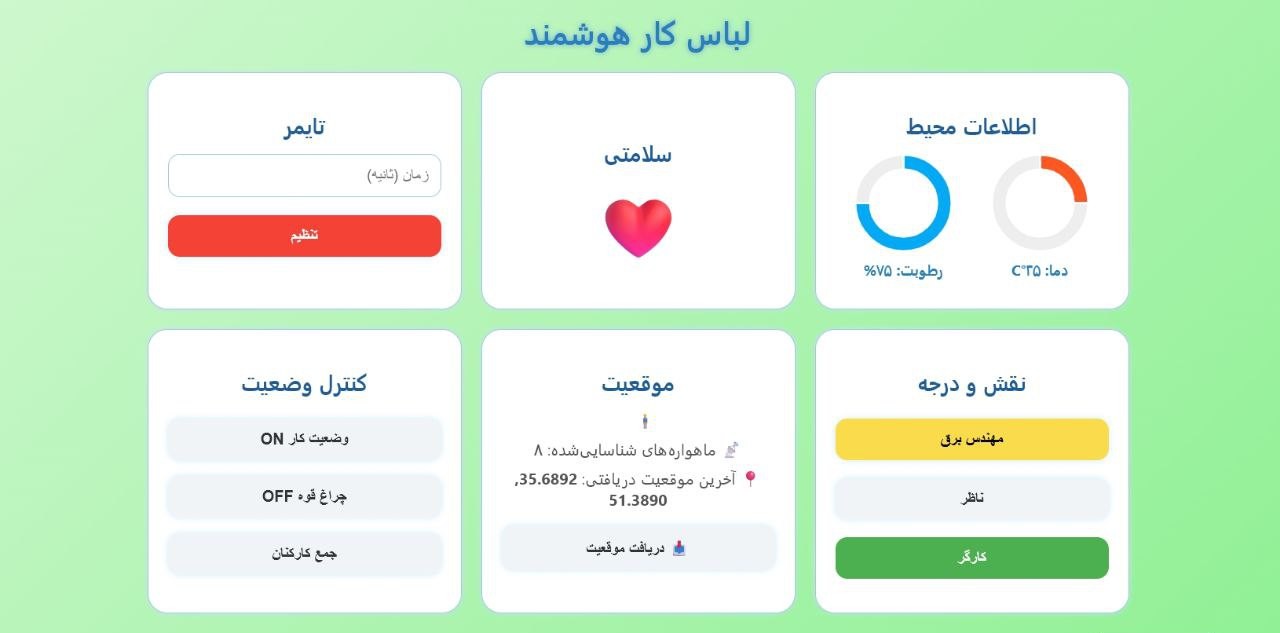 لباس کار هوشمند
اطلاعات محیط
دما: ۲۵°C
رطوبت: ۷۵%
سلامتی
تایمر
زمان (ثانیه)
تنظیم
نقش و درجه
مهندس برق
ناظر
کارگر
موقعیت
ماهواره‌های شناسایی‌شده: ۸
آخرین موقعیت دریافتی: 35.6892,
51.3890
دریافت موقعیت
کنترل وضعیت
وضعیت کار ON
چراغ قوه OFF
جمع کارکنان